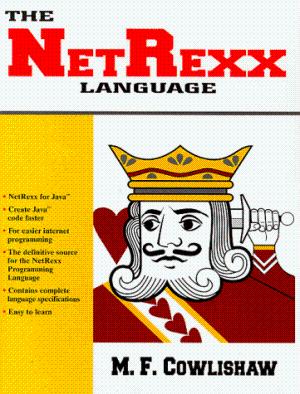 THE
NETREXX
LANGUAGE
• NetRexx for Java™
• Create Java™
code faster
• For easier internet
programming
• The definitive source
for the NetRexx
Programming
Language
• Contains complete
language specifications
• Easy to learn
M. F. COWLISHAW